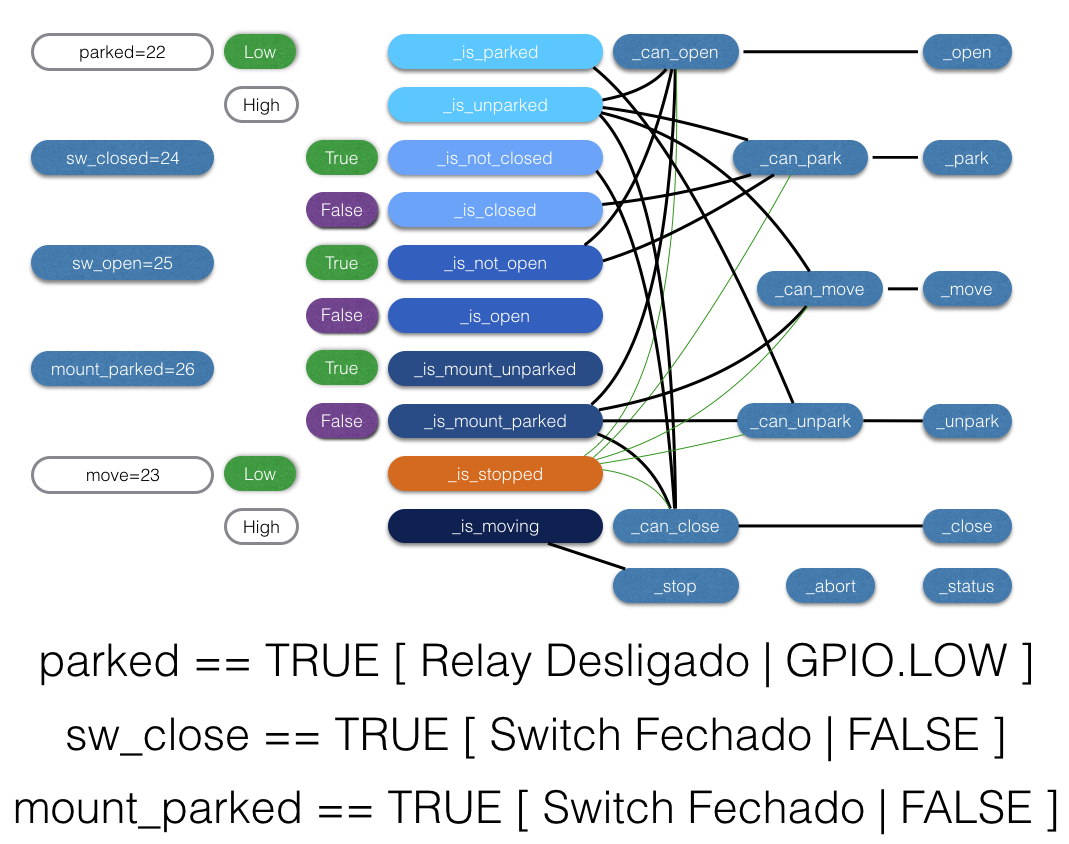 parked=22 Low _is_parked _can_open _open
High _is_unparked
sw_closed=24 True _is_not_closed _can_park _park
False _is_closed
sw_open=25 True _is_not_open
_can_move _move
False _is_open
mount_parked=26 True _is_mount_unparked
False _is_mount_parked _can_unpark _unpark
move=23 Low _is_stopped
High _is_moving _can_close _close
_stop _abort _status
parked == TRUE [ Relay Desligado | GPIO.LOW ]
sw_close == TRUE [ Switch Fechado | FALSE ]
mount_parked == TRUE [ Switch Fechado | FALSE ]